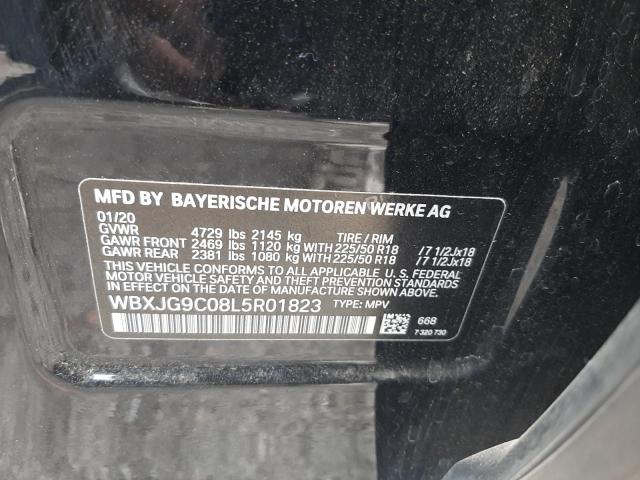 MFD BY BAYERISCHE MOTOREN WERKE AG
01/20
GVWR 4729 lbs 2145 kg TIRE / RIM
GAWR FRONT 2469 lbs 1120 kg WITH 225/50 R18 /7 1/2Jx18
GAWR REAR 2381 lbs 1080 kg WITH 225/50 R18 /7 1/2Jx18
THIS VEHICLE CONFORMS TO ALL APPLICABLE U. S. FEDERAL
MOTOR VEHICLE SAFETY AND THEFT PREVENTION STANDARDS
IN EFFECT ON THE DATE OF MANUFACTURE SHOWN ABOVE.
WBXJG9C08L5R01823 TYPE: MPV
668
7 320 730